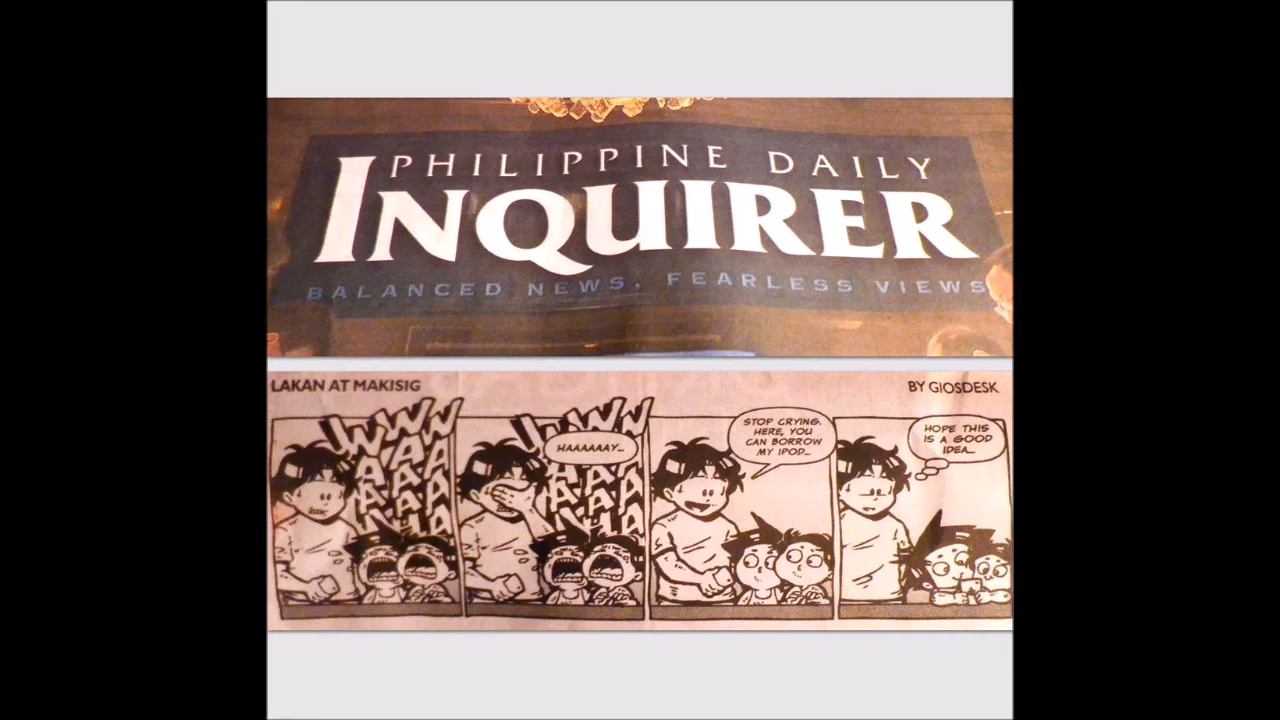 PHILIPPINE DAILY
INQUIRER
BALANCED NEWS, FEARLESS VIEWS
LAKAN AT MAKISIG
BY GIOSDESK
HAAAAAAY...
STOP CRYING.
HERE, YOU
CAN BORROW
MY IPOD...
HOPE THIS
IS A GOOD
IDEA...